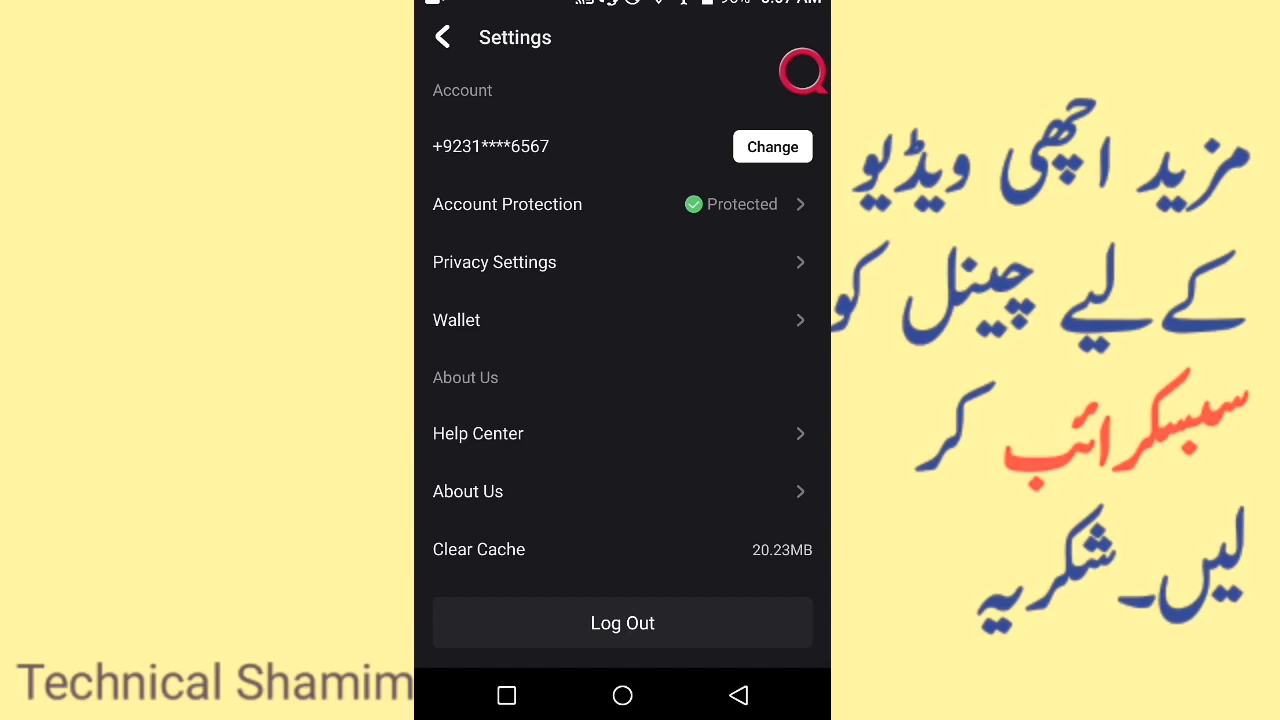 Settings
Account
+9231****6567
Change
Account Protection
Protected
Privacy Settings
Wallet
About Us
Help Center
About Us
Clear Cache
20.23MB
Log Out
مزید اچھی ویڈیو
کے لیے چینل کو
سبسکرائب کر
لیں۔ شکریہ
Technical Shamim